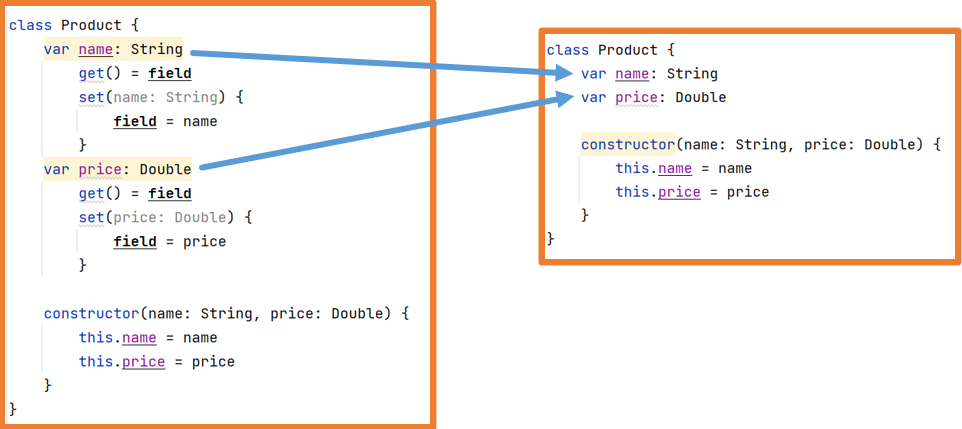 class Product {
    var name: String
        get() = field
        set(name: String) {
            field = name
        }
    var price: Double
        get() = field
        set(price: Double) {
            field = price
        }
    constructor(name: String, price: Double) {
        this.name = name
        this.price = price
    }
}
class Product {
    var name: String
    var price: Double
    constructor(name: String, price: Double) {
        this.name = name
        this.price = price
    }
}